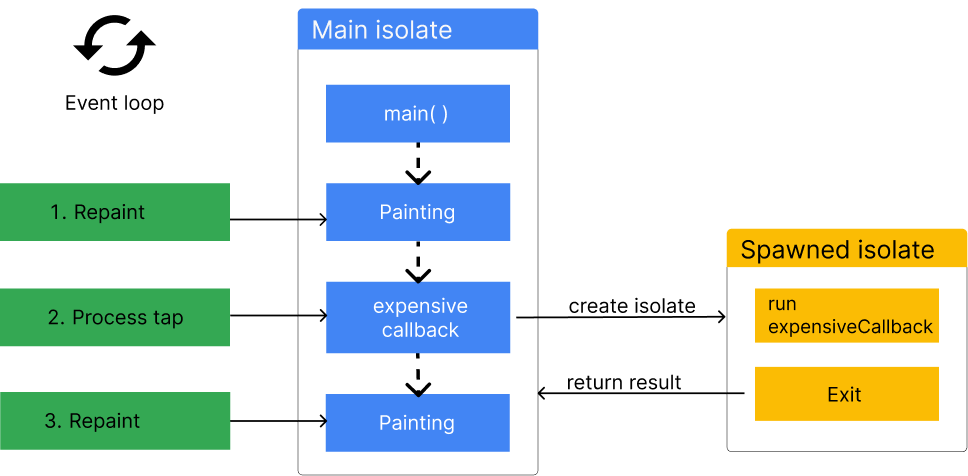 Main isolate
Event loop
main( )
1. Repaint
Painting
Spawned isolate
2. Process tap
expensive
callback
create isolate
run
expensiveCallback
return result
Exit
3. Repaint
Painting